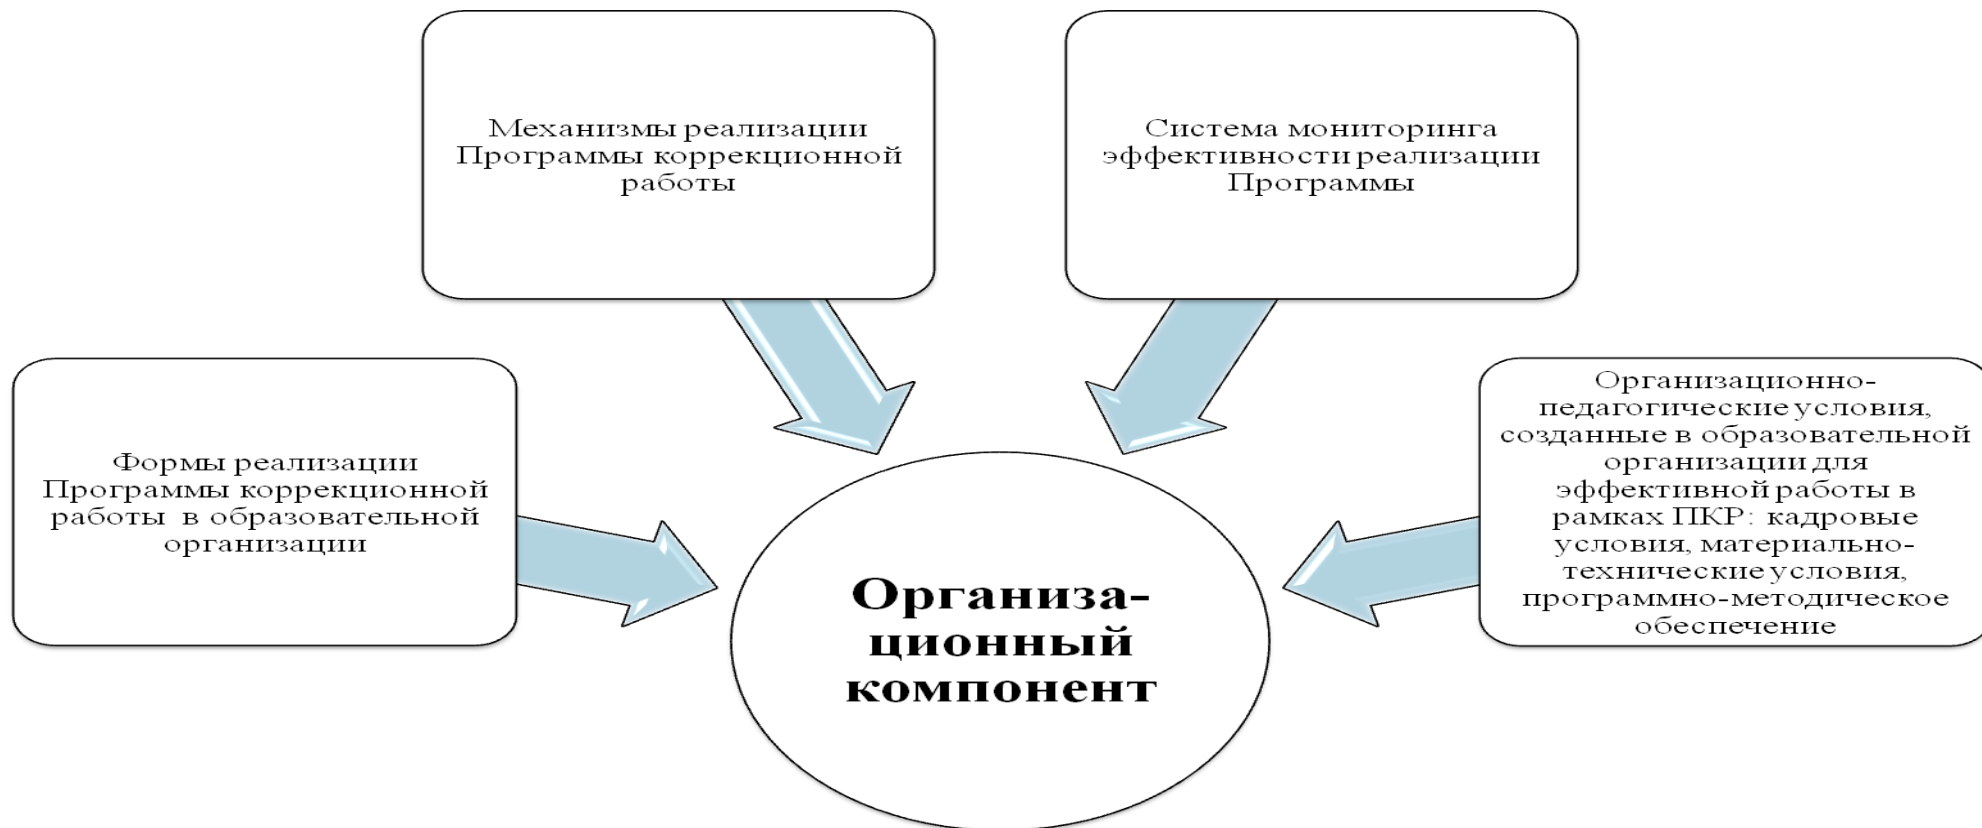 Механизмы реализации
Программы коррекционной
работы
Система мониторинга
эффективности реализации
Программы
Формы реализации
Программы коррекционной
работы в образовательной
организации
Организационно-
педагогические условия,
созданные в образовательной
организации для
эффективной работы в
рамках ПКР: кадровые
условия, материально-
технические условия,
программно-методическое
обеспечение
Организа-
ционный
компонент